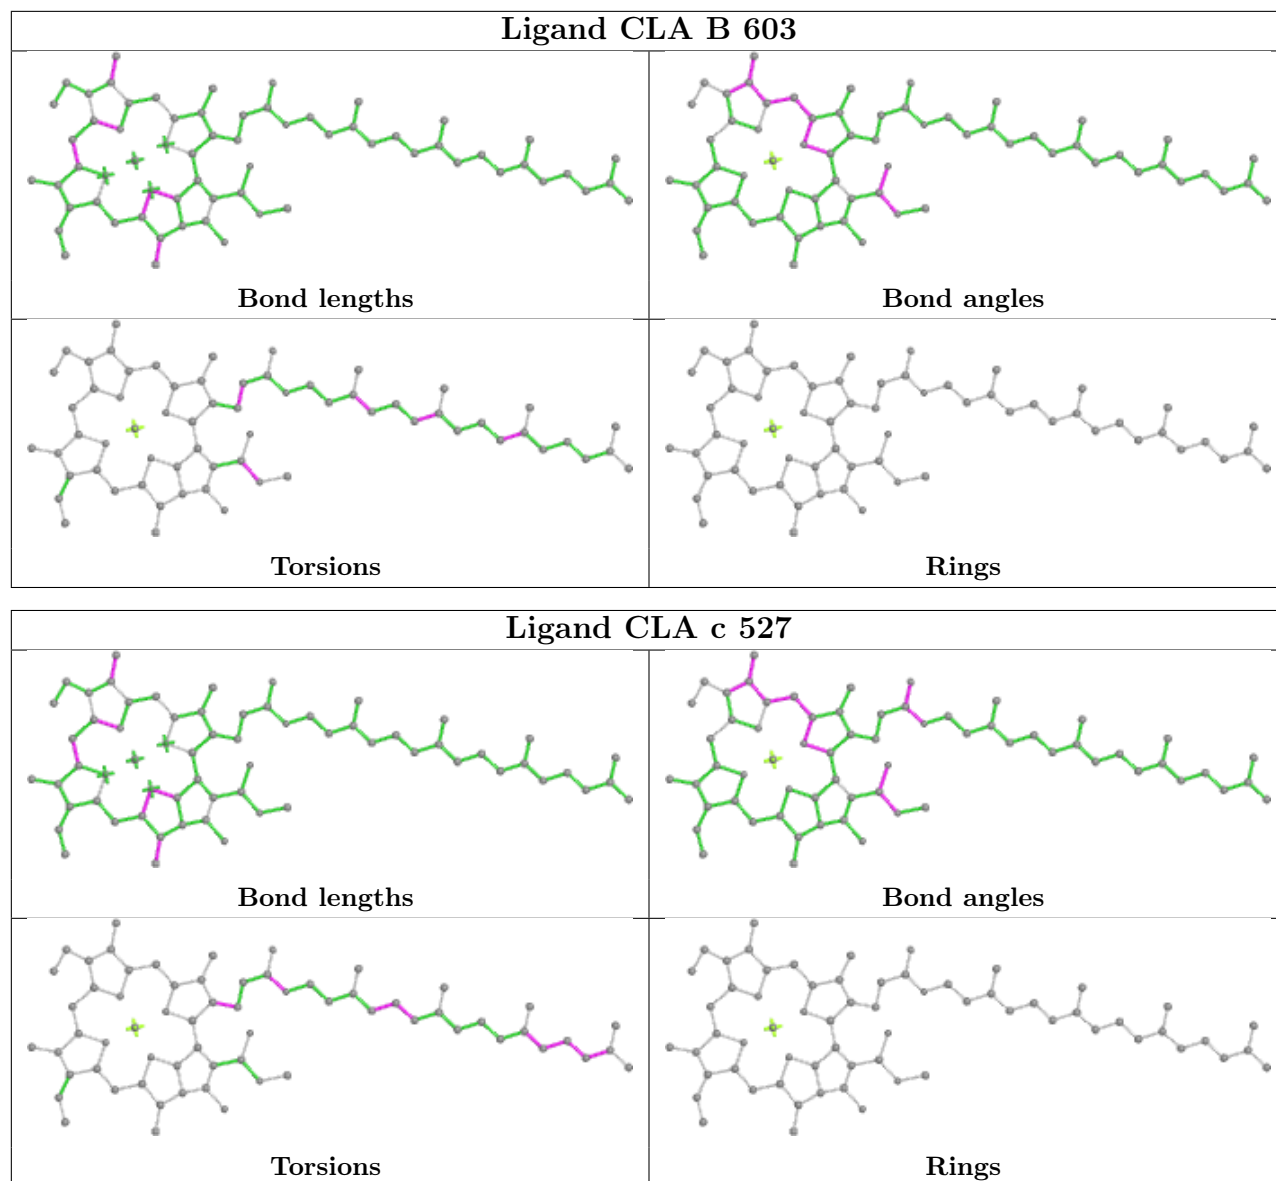 Ligand CLA B 603
Bond lengths
Bond angles
Torsions
Rings
Ligand CLA c 527
Bond lengths
Bond angles
Torsions
Rings